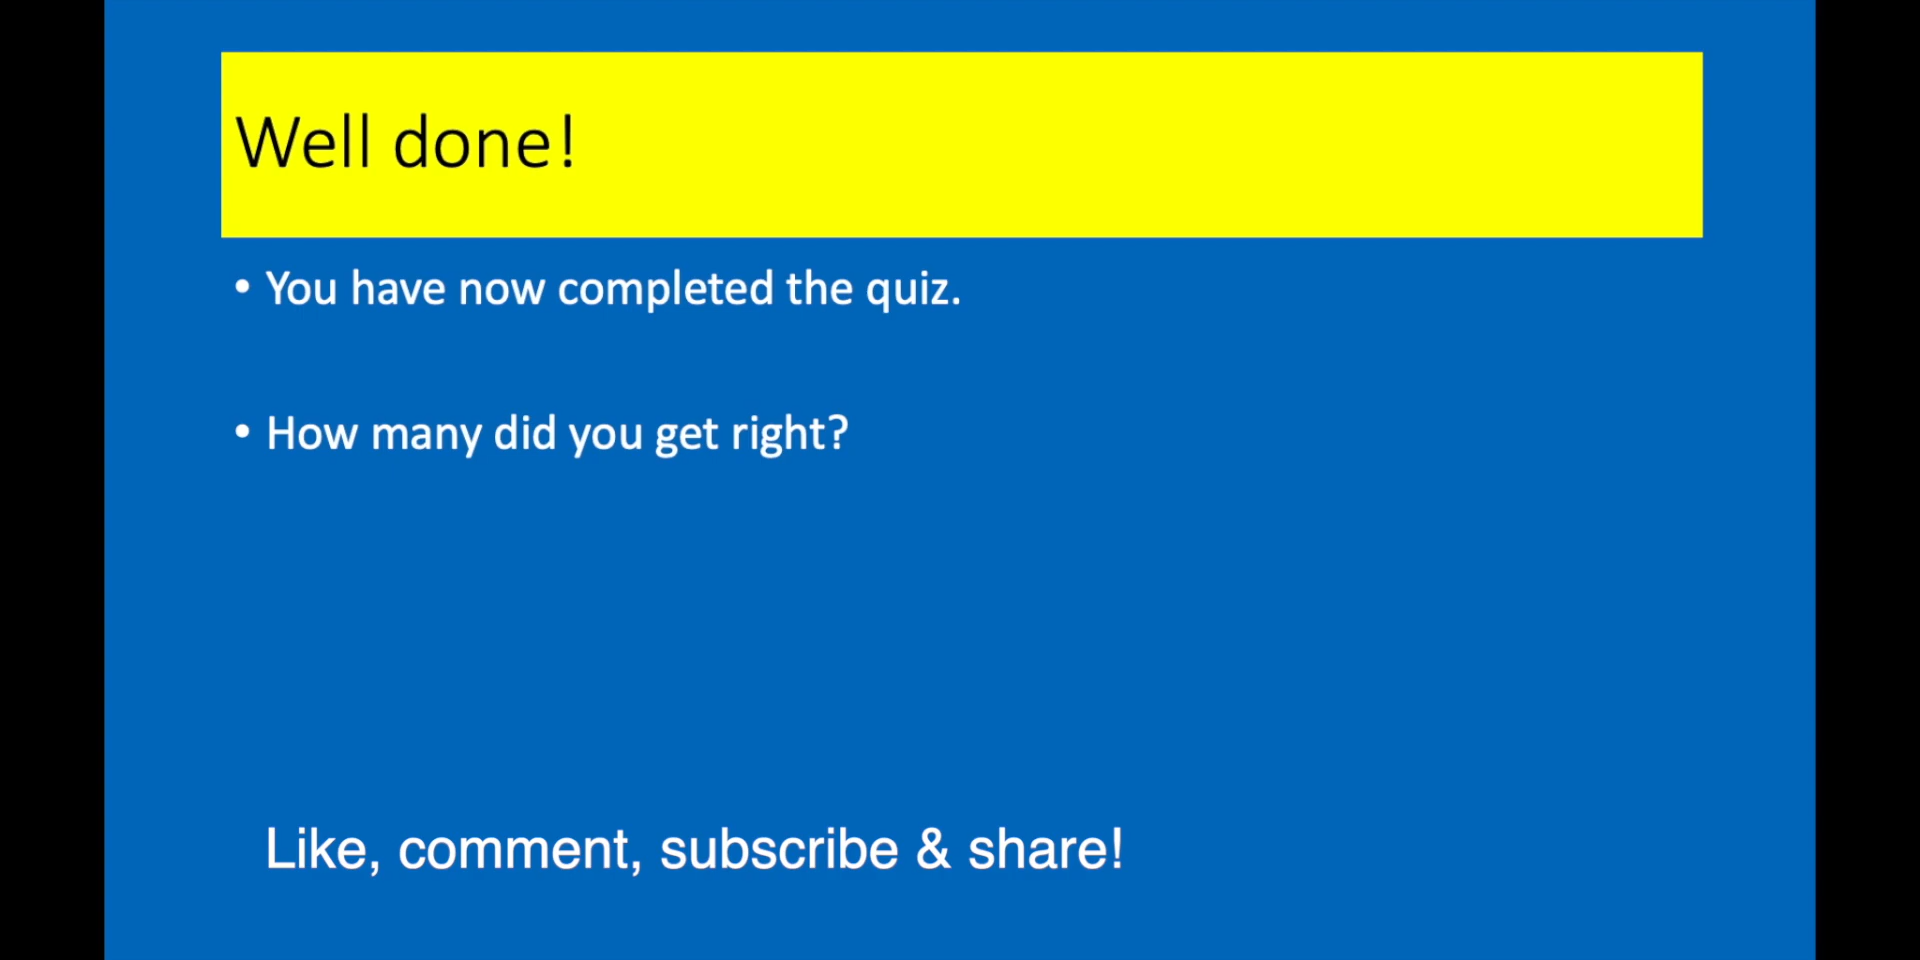 Well done!
• You have now completed the quiz.
• How many did you get right?
Like, comment, subscribe & share!